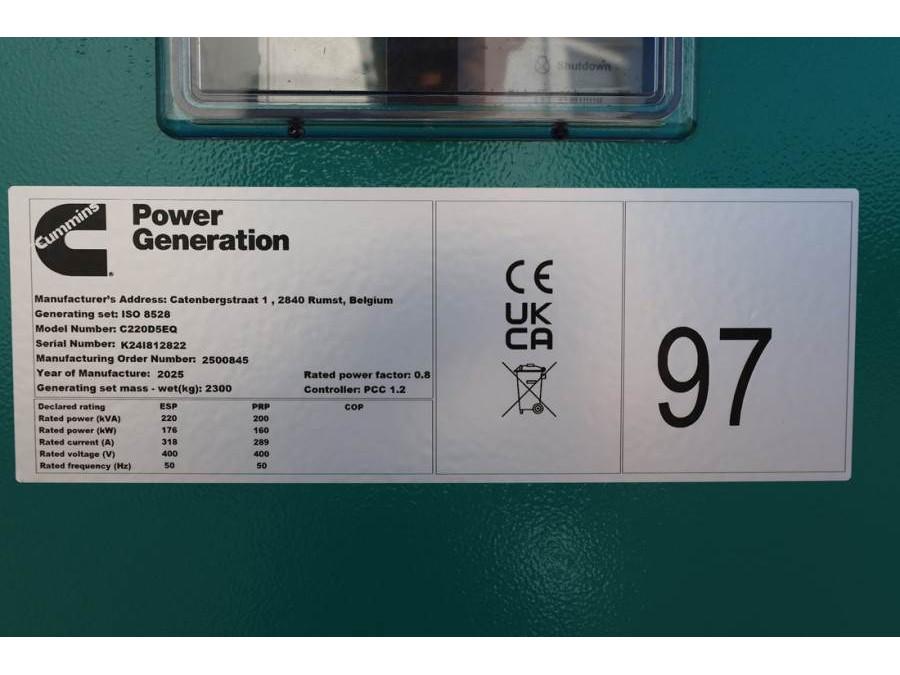 Shutdown
Cummins
Power
Generation
Manufacturer's Address: Catenbergstraat 1 , 2840 Rumst, Belgium
Generating set: ISO 8528
Model Number: C220D5EQ
Serial Number: K24I812822
Manufacturing Order Number: 2500845
Year of Manufacture: 2025 Rated power factor: 0.8
Generating set mass - wet(kg): 2300 Controller: PCC 1.2
Declared rating ESP PRP COP
Rated power (kVA) 220 200
Rated power (kW) 176 160
Rated current (A) 318 289
Rated voltage (V) 400 400
Rated frequency (Hz) 50 50
CE
UK
CA
97